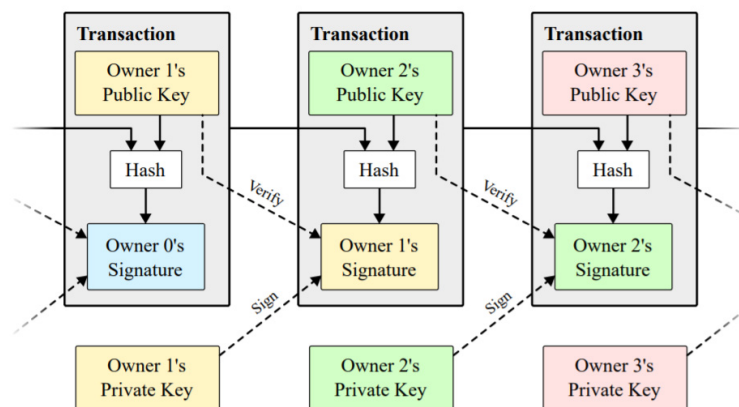 Transaction
Transaction
Transaction
Owner 1's
Public Key
Owner 2's
Public Key
Owner 3's
Public Key
Hash
Hash
Hash
Verify
Verify
Owner 0's
Signature
Owner 1's
Signature
Owner 2's
Signature
Sign
Sign
Owner 1's
Private Key
Owner 2's
Private Key
Owner 3's
Private Key